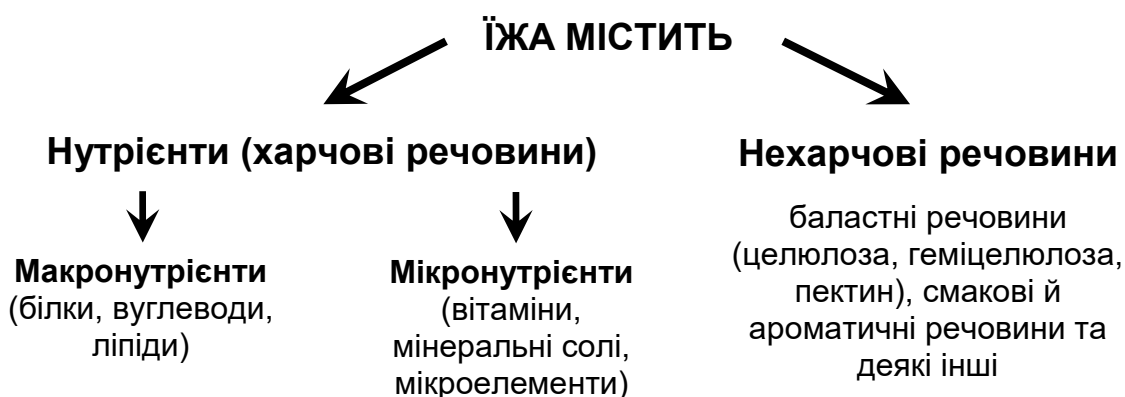 ЇЖА МІСТИТЬ
Нутрієнти (харчові речовини)
Макронутрієнти
(білки, вуглеводи,
ліпіди)
Мікронутрієнти
(вітаміни,
мінеральні солі,
мікроелементи)
Нехарчові речовини
баластні речовини
(целюлоза, геміцелюлоза,
пектин), смакові й
ароматичні речовини та
деякі інші